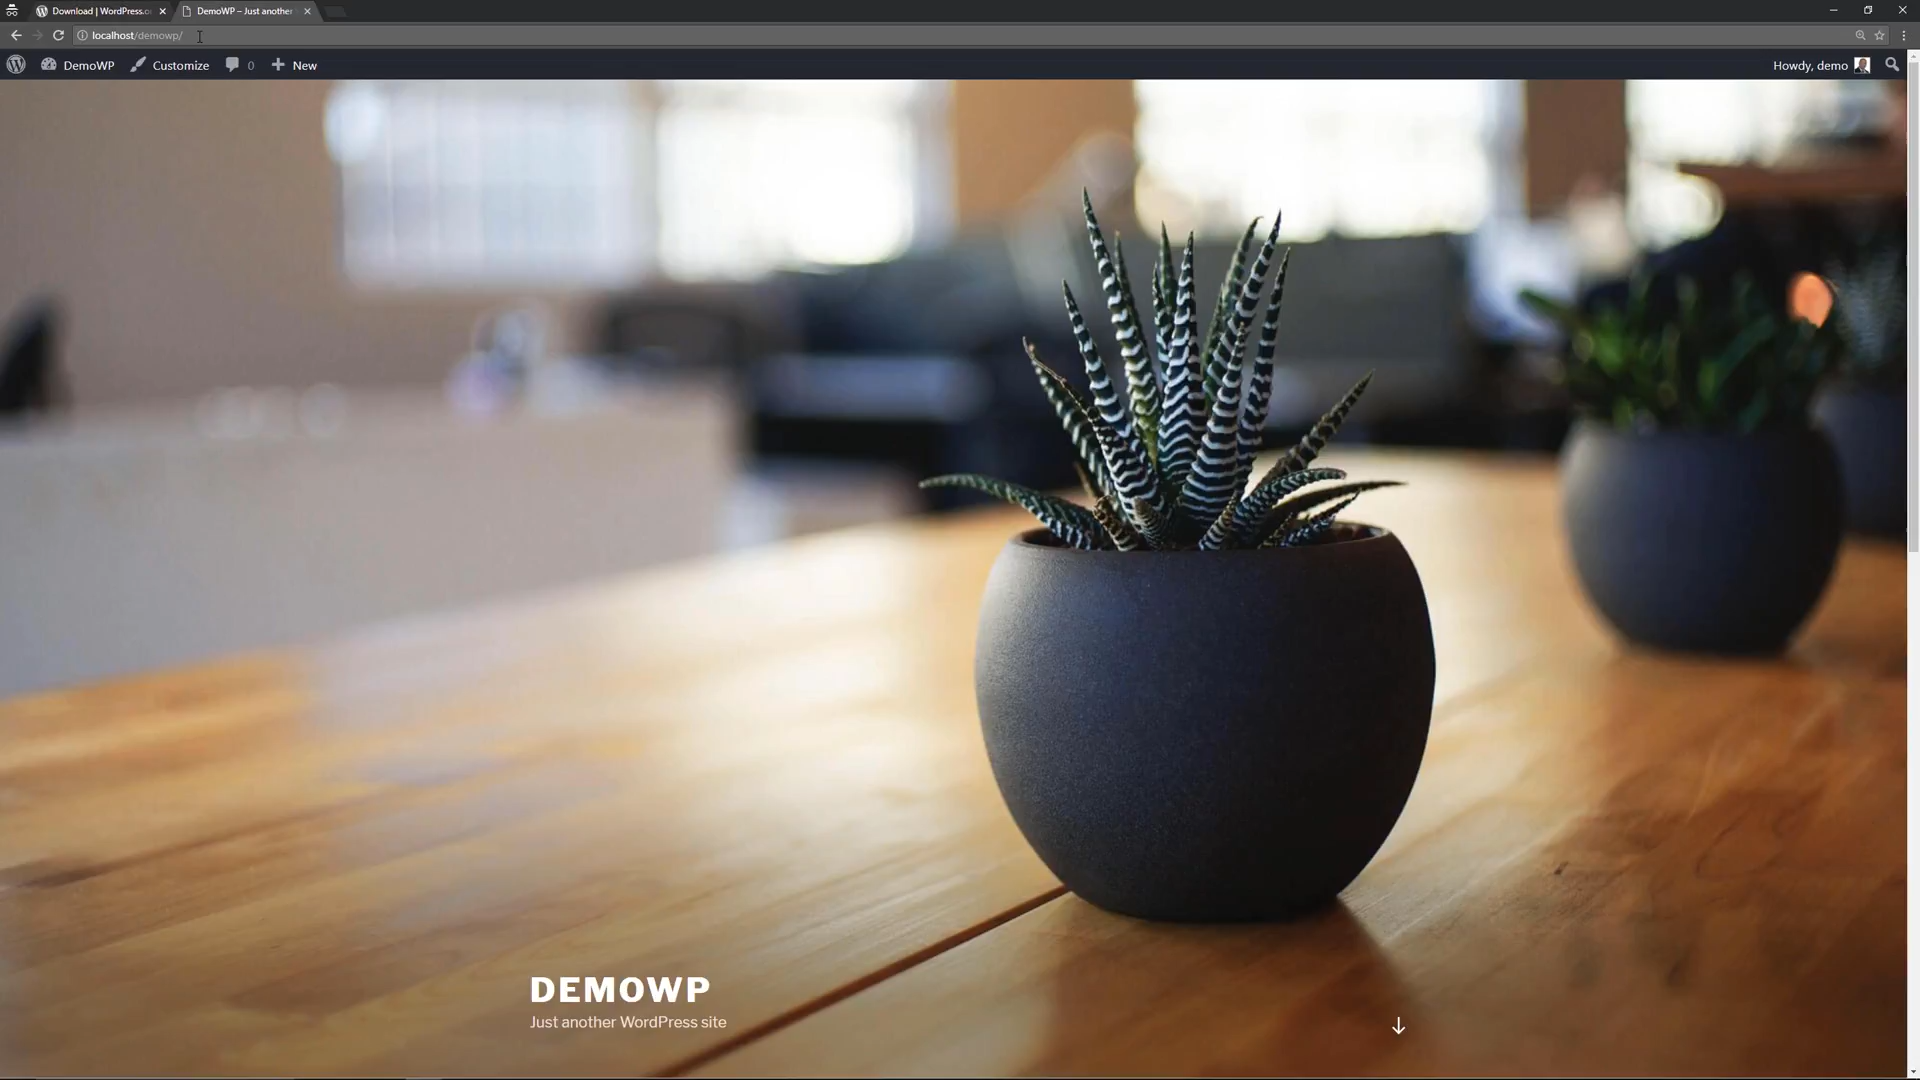 Download | WordPress.o
DemoWP – Just another
localhost/demowp/
DemoWP
Customize
0
New
Howdy, demo
DEMOWP
Just another WordPress site